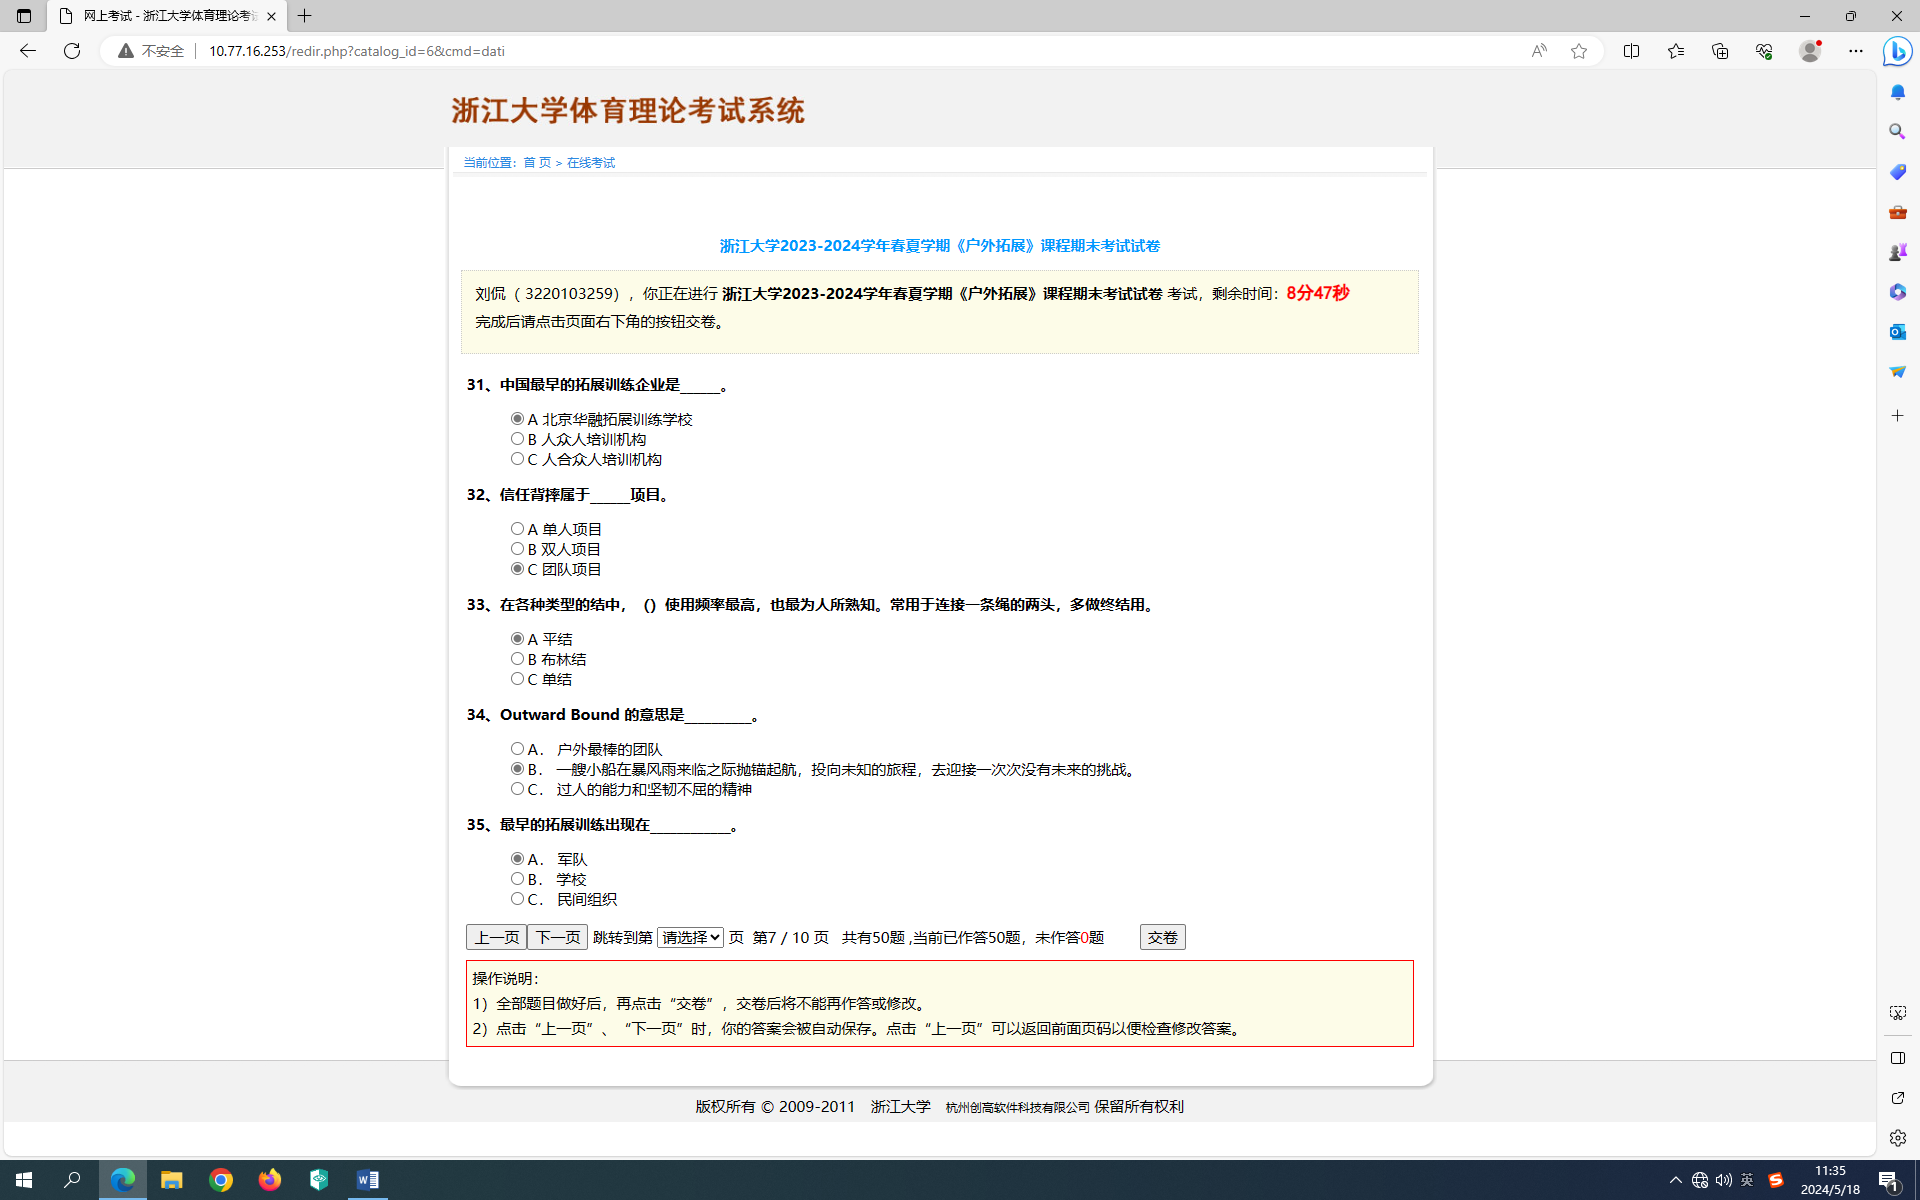 网上考试 - 浙江大学体育理论考试
不安全
10.77.16.253/redir.php?catalog_id=6&cmd=dati
浙江大学体育理论考试系统
当前位置：首 页 > 在线考试
浙江大学2023-2024学年春夏学期《户外拓展》课程期末考试试卷
刘侃（ 3220103259），你正在进行 浙江大学2023-2024学年春夏学期《户外拓展》课程期末考试试卷 考试，剩余时间：8分47秒
完成后请点击页面右下角的按钮交卷。
31、中国最早的拓展训练企业是______。
A 北京华融拓展训练学校
B 人众人培训机构
C 人合众人培训机构
32、信任背摔属于______项目。
A 单人项目
B 双人项目
C 团队项目
33、在各种类型的结中，（）使用频率最高，也最为人所熟知。常用于连接一条绳的两头，多做终结用。
A 平结
B 布林结
C 单结
34、Outward Bound 的意思是__________。
A． 户外最棒的团队
B． 一艘小船在暴风雨来临之际抛锚起航，投向未知的旅程，去迎接一次次没有未来的挑战。
C． 过人的能力和坚韧不屈的精神
35、最早的拓展训练出现在____________。
A． 军队
B． 学校
C． 民间组织
上一页 下一页 跳转到第 请选择 页 第7 / 10 页 共有50题 ,当前已作答50题，未作答0题 交卷
操作说明：
1）全部题目做好后，再点击“交卷”，交卷后将不能再作答或修改。
2）点击“上一页”、“下一页”时，你的答案会被自动保存。点击“上一页”可以返回前面页码以便检查修改答案。
版权所有 © 2009-2011 浙江大学 杭州创高软件科技有限公司 保留所有权利
英
11:35
2024/5/18
1